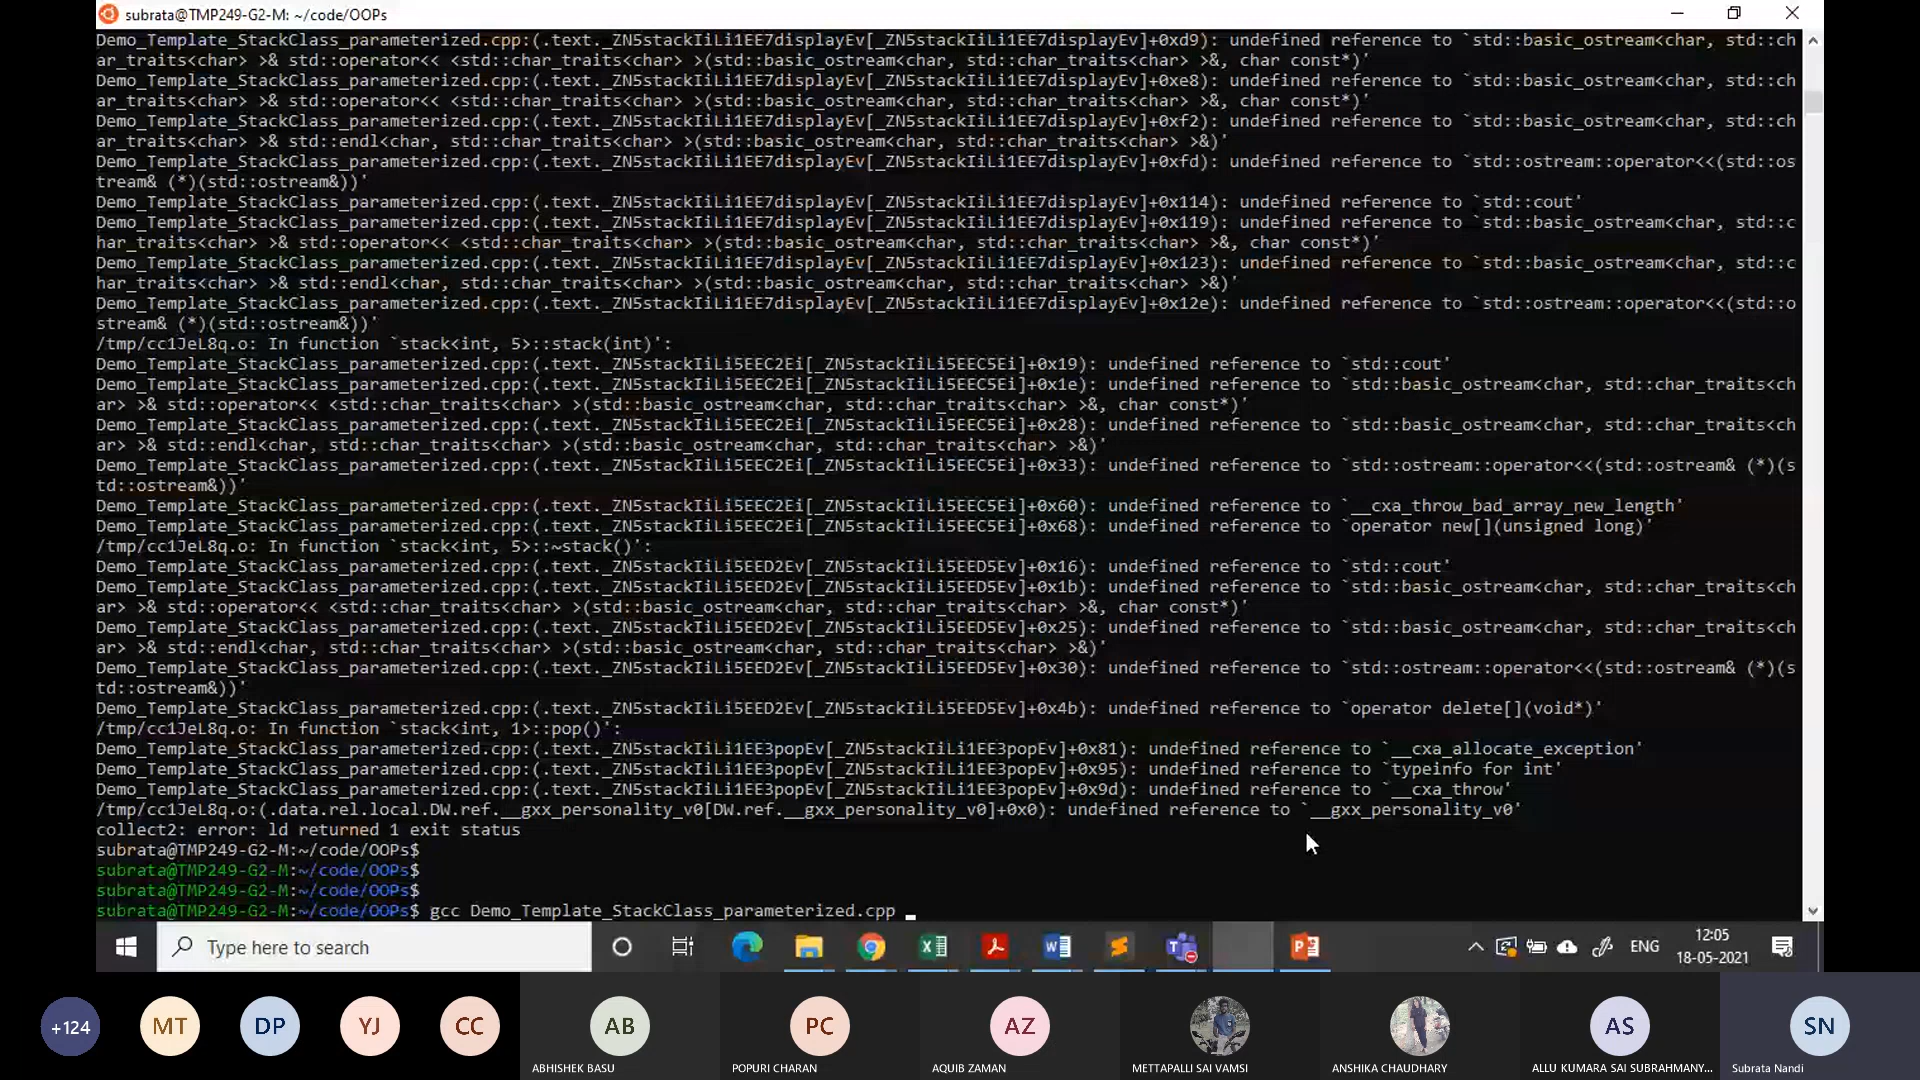 subrata@TMP249-G2-M: ~/code/OOPs
Demo_Template_StackClass_parameterized.cpp:(.text._ZN5stackIiLi1EE7displayEv[_ZN5stackIiLi1EE7displayEv]+0xd9): undefined reference to `std::basic_ostream<char, std::ch
ar_traits<char> >& std::operator<< <std::char_traits<char> >(std::basic_ostream<char, std::char_traits<char> >&, char const*)'
Demo_Template_StackClass_parameterized.cpp:(.text._ZN5stackIiLi1EE7displayEv[_ZN5stackIiLi1EE7displayEv]+0xe8): undefined reference to `std::basic_ostream<char, std::ch
ar_traits<char> >& std::operator<< <std::char_traits<char> >(std::basic_ostream<char, std::char_traits<char> >&, char const*)'
Demo_Template_StackClass_parameterized.cpp:(.text._ZN5stackIiLi1EE7displayEv[_ZN5stackIiLi1EE7displayEv]+0xf2): undefined reference to `std::basic_ostream<char, std::ch
ar_traits<char> >& std::endl<char, std::char_traits<char> >(std::basic_ostream<char, std::char_traits<char> >&)'
Demo_Template_StackClass_parameterized.cpp:(.text._ZN5stackIiLi1EE7displayEv[_ZN5stackIiLi1EE7displayEv]+0xfd): undefined reference to `std::ostream::operator<<(std::os
tream& (*)(std::ostream&))'
Demo_Template_StackClass_parameterized.cpp:(.text._ZN5stackIiLi1EE7displayEv[_ZN5stackIiLi1EE7displayEv]+0x114): undefined reference to `std::cout'
Demo_Template_StackClass_parameterized.cpp:(.text._ZN5stackIiLi1EE7displayEv[_ZN5stackIiLi1EE7displayEv]+0x119): undefined reference to `std::basic_ostream<char, std::c
har_traits<char> >& std::operator<< <std::char_traits<char> >(std::basic_ostream<char, std::char_traits<char> >&, char const*)'
Demo_Template_StackClass_parameterized.cpp:(.text._ZN5stackIiLi1EE7displayEv[_ZN5stackIiLi1EE7displayEv]+0x123): undefined reference to `std::basic_ostream<char, std::c
har_traits<char> >& std::endl<char, std::char_traits<char> >(std::basic_ostream<char, std::char_traits<char> >&)'
Demo_Template_StackClass_parameterized.cpp:(.text._ZN5stackIiLi1EE7displayEv[_ZN5stackIiLi1EE7displayEv]+0x12e): undefined reference to `std::ostream::operator<<(std::o
stream& (*)(std::ostream&))'
/tmp/cc1JeL8q.o: In function `stack<int, 5>::stack(int)':
Demo_Template_StackClass_parameterized.cpp:(.text._ZN5stackIiLi5EEC2Ei[_ZN5stackIiLi5EEC5Ei]+0x19): undefined reference to `std::cout'
Demo_Template_StackClass_parameterized.cpp:(.text._ZN5stackIiLi5EEC2Ei[_ZN5stackIiLi5EEC5Ei]+0x1e): undefined reference to `std::basic_ostream<char, std::char_traits<ch
ar> >& std::operator<< <std::char_traits<char> >(std::basic_ostream<char, std::char_traits<char> >&, char const*)'
Demo_Template_StackClass_parameterized.cpp:(.text._ZN5stackIiLi5EEC2Ei[_ZN5stackIiLi5EEC5Ei]+0x28): undefined reference to `std::basic_ostream<char, std::char_traits<ch
ar> >& std::endl<char, std::char_traits<char> >(std::basic_ostream<char, std::char_traits<char> >&)'
Demo_Template_StackClass_parameterized.cpp:(.text._ZN5stackIiLi5EEC2Ei[_ZN5stackIiLi5EEC5Ei]+0x33): undefined reference to `std::ostream::operator<<(std::ostream& (*)(s
td::ostream&))'
Demo_Template_StackClass_parameterized.cpp:(.text._ZN5stackIiLi5EEC2Ei[_ZN5stackIiLi5EEC5Ei]+0x60): undefined reference to `__cxa_throw_bad_array_new_length'
Demo_Template_StackClass_parameterized.cpp:(.text._ZN5stackIiLi5EEC2Ei[_ZN5stackIiLi5EEC5Ei]+0x68): undefined reference to `operator new[](unsigned long)'
/tmp/cc1JeL8q.o: In function `stack<int, 5>::~stack()':
Demo_Template_StackClass_parameterized.cpp:(.text._ZN5stackIiLi5EED2Ev[_ZN5stackIiLi5EED5Ev]+0x16): undefined reference to `std::cout'
Demo_Template_StackClass_parameterized.cpp:(.text._ZN5stackIiLi5EED2Ev[_ZN5stackIiLi5EED5Ev]+0x1b): undefined reference to `std::basic_ostream<char, std::char_traits<ch
ar> >& std::operator<< <std::char_traits<char> >(std::basic_ostream<char, std::char_traits<char> >&, char const*)'
Demo_Template_StackClass_parameterized.cpp:(.text._ZN5stackIiLi5EED2Ev[_ZN5stackIiLi5EED5Ev]+0x25): undefined reference to `std::basic_ostream<char, std::char_traits<ch
ar> >& std::endl<char, std::char_traits<char> >(std::basic_ostream<char, std::char_traits<char> >&)'
Demo_Template_StackClass_parameterized.cpp:(.text._ZN5stackIiLi5EED2Ev[_ZN5stackIiLi5EED5Ev]+0x30): undefined reference to `std::ostream::operator<<(std::ostream& (*)(s
td::ostream&))'
Demo_Template_StackClass_parameterized.cpp:(.text._ZN5stackIiLi5EED2Ev[_ZN5stackIiLi5EED5Ev]+0x4b): undefined reference to `operator delete[](void*)'
/tmp/cc1JeL8q.o: In function `stack<int, 1>::pop()':
Demo_Template_StackClass_parameterized.cpp:(.text._ZN5stackIiLi1EE3popEv[_ZN5stackIiLi1EE3popEv]+0x81): undefined reference to `__cxa_allocate_exception'
Demo_Template_StackClass_parameterized.cpp:(.text._ZN5stackIiLi1EE3popEv[_ZN5stackIiLi1EE3popEv]+0x95): undefined reference to `typeinfo for int'
Demo_Template_StackClass_parameterized.cpp:(.text._ZN5stackIiLi1EE3popEv[_ZN5stackIiLi1EE3popEv]+0x9d): undefined reference to `__cxa_throw'
/tmp/cc1JeL8q.o:(.data.rel.local.DW.ref.__gxx_personality_v0[DW.ref.__gxx_personality_v0]+0x0): undefined reference to `__gxx_personality_v0'
collect2: error: ld returned 1 exit status
subrata@TMP249-G2-M:~/code/OOPs$
subrata@TMP249-G2-M:~/code/OOPs$
subrata@TMP249-G2-M:~/code/OOPs$
subrata@TMP249-G2-M:~/code/OOPs$ gcc Demo_Template_StackClass_parameterized.cpp
Type here to search
ENG
12:05
18-05-2021
+124
MT
DP
YJ
CC
AB
PC
AZ
AS
SN
ABHISHEK BASU
POPURI CHARAN
AQUIB ZAMAN
METTAPALLI SAI VAMSI
ANSHIKA CHAUDHARY
ALLU KUMARA SAI SUBRAHMANY...
Subrata Nandi